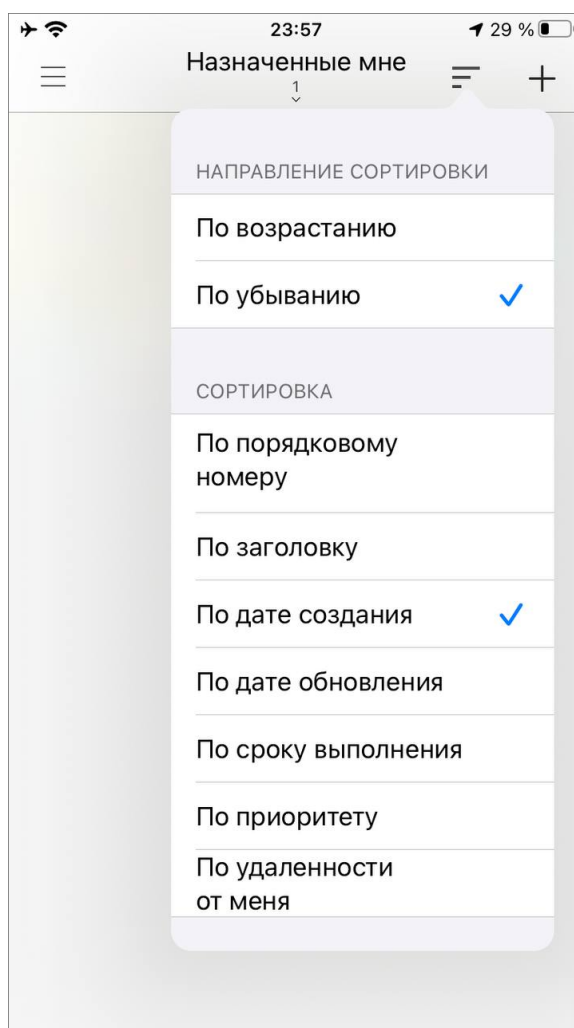 23:57
29 %
Назначенные мне
1
НАПРАВЛЕНИЕ СОРТИРОВКИ
По возрастанию
По убыванию
СОРТИРОВКА
По порядковому
номеру
По заголовку
По дате создания
По дате обновления
По сроку выполнения
По приоритету
По удаленности
от меня